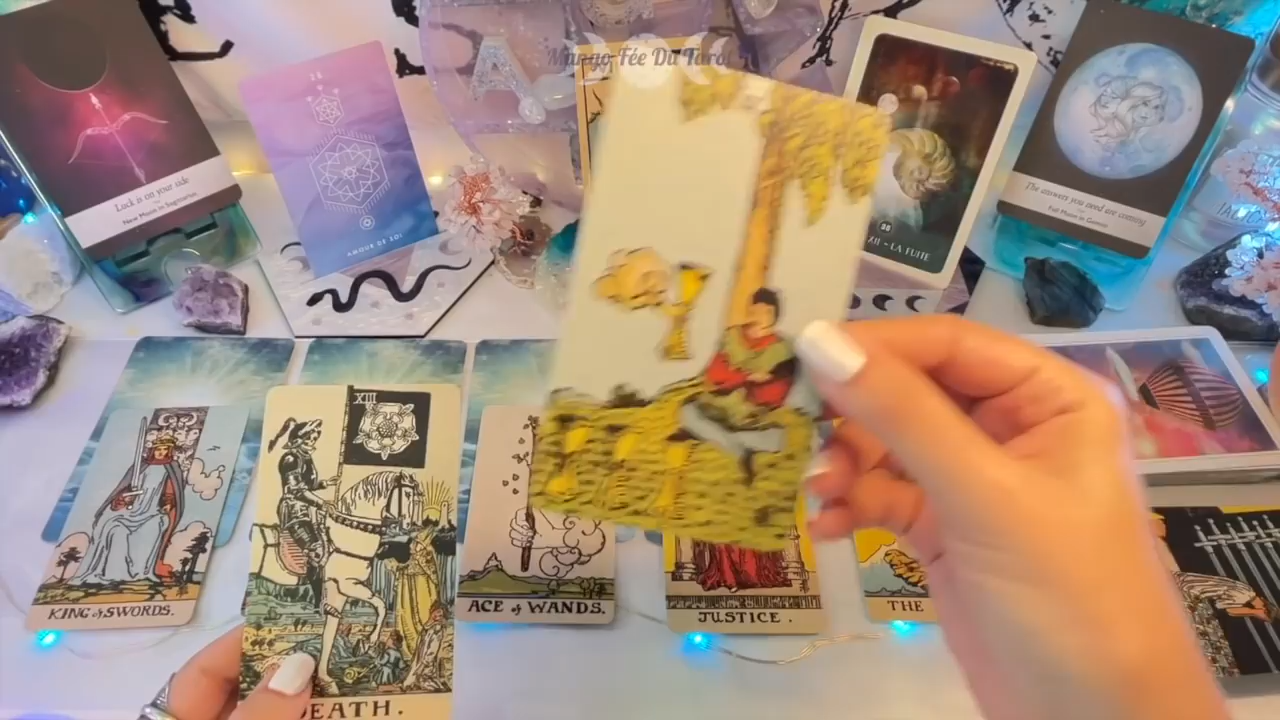 Mango Fée Du Tarot
A
Luck is on your side
New Moon in Sagittarius
AMOUR DE SOI
38
XII - LA FUITE
The answers you need are coming
Full Moon in Gemini
XIII
KING of SWORDS.
DEATH.
ACE of WANDS.
JUSTICE.
THE